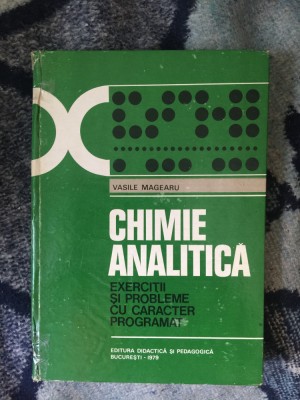 VASILE MAGEARU
CHIMIE
ANALITICĂ
EXERCIȚII
ȘI PROBLEME
CU CARACTER
PROGRAMAT
EDITURA DIDACTICĂ ȘI PEDAGOGICĂ
BUCUREȘTI - 1979